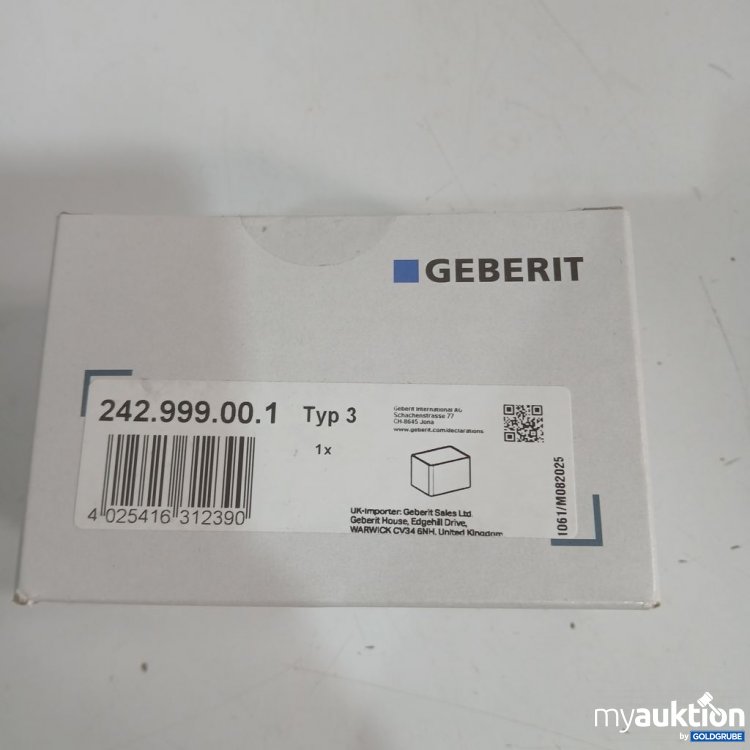 GEBERIT
242.999.00.1 Typ 3
1x
Geberit International AG
Schachenstrasse 77
CH-8645 Jona
www.geberit.com/declarations
4 025416 312390
UK-Importer: Geberit Sales Ltd.
Geberit House, Edgehill Drive,
WARWICK CV34 6NH. United Kingdom
1061/M082025
myauktion
by GOLDGRUBE